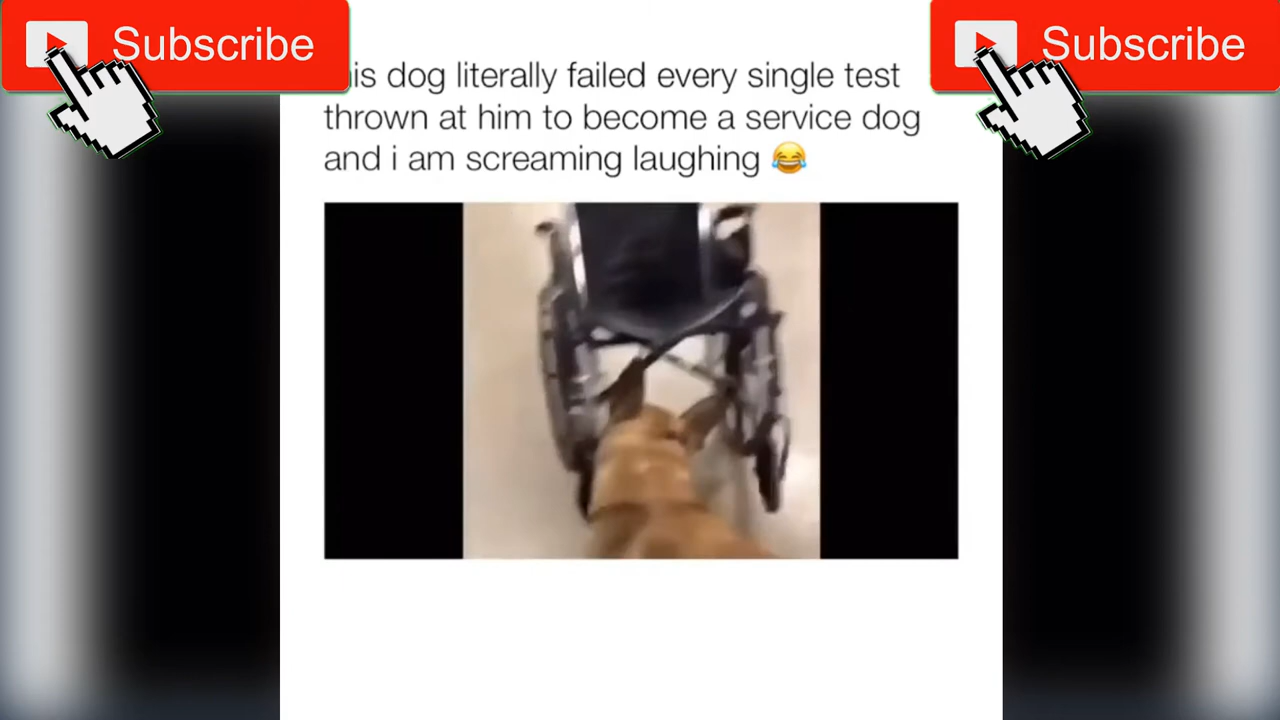 Subscribe
Subscribe
is dog literally failed every single test
thrown at him to become a service dog
and i am screaming laughing 😂